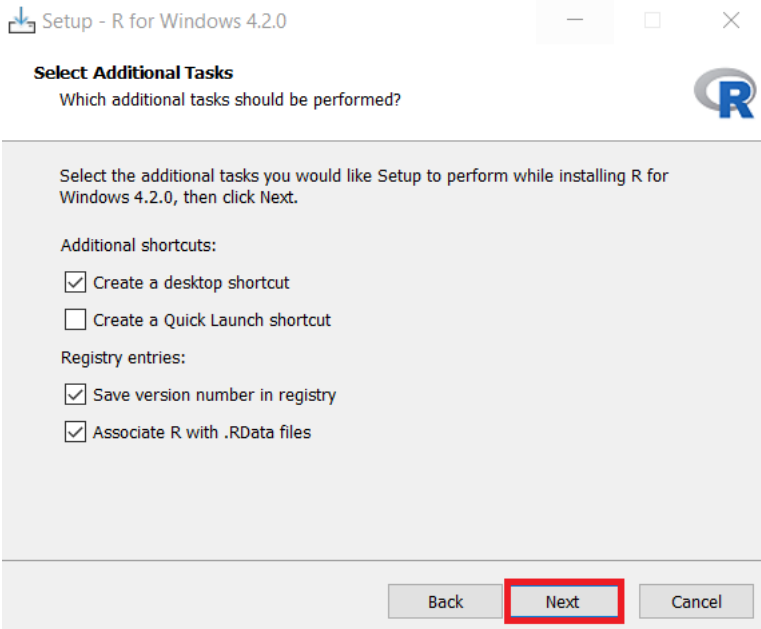 Setup - R for Windows 4.2.0
Select Additional Tasks
Which additional tasks should be performed?
R
Select the additional tasks you would like Setup to perform while installing R for
Windows 4.2.0, then click Next.
Additional shortcuts:
Create a desktop shortcut
Create a Quick Launch shortcut
Registry entries:
Save version number in registry
Associate R with .RData files
Back Next Cancel